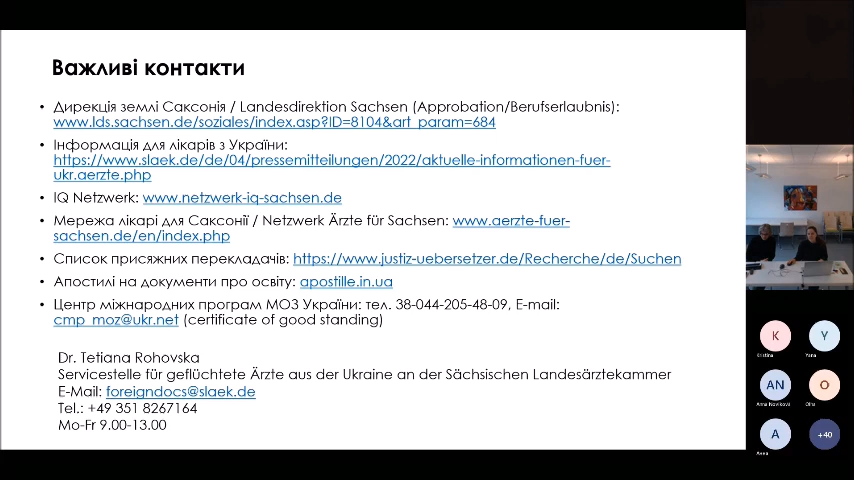 Важливі контакти
• Дирекція землі Саксонія / Landesdirektion Sachsen (Approbation/Berufserlaubnis):
www.lds.sachsen.de/soziales/index.asp?ID=8104&art_param=684
• Інформація для лікарів з України:
https://www.slaek.de/de/04/pressemitteilungen/2022/aktuelle-informationen-fuer-
ukr.aerzte.php
• IQ Netzwerk: www.netzwerk-iq-sachsen.de
• Мережа лікарі для Саксонії / Netzwerk Ärzte für Sachsen: www.aerzte-fuer-
sachsen.de/en/index.php
• Список присяжних перекладачів: https://www.justiz-uebersetzer.de/Recherche/de/Suchen
• Апостилі на документи про освіту: apostille.in.ua
• Центр міжнародних програм МОЗ України: тел. 38-044-205-48-09, E-mail:
cmp_moz@ukr.net (certificate of good standing)
Dr. Tetiana Rohovska
Servicestelle für geflüchtete Ärzte aus der Ukraine an der Sächsischen Landesärztekammer
E-Mail: foreigndocs@slaek.de
Tel.: +49 351 8267164
Mo-Fr 9.00-13.00
K Y
Kristina Yana
AN O
Anna Novikova Olha
A +40
Анна